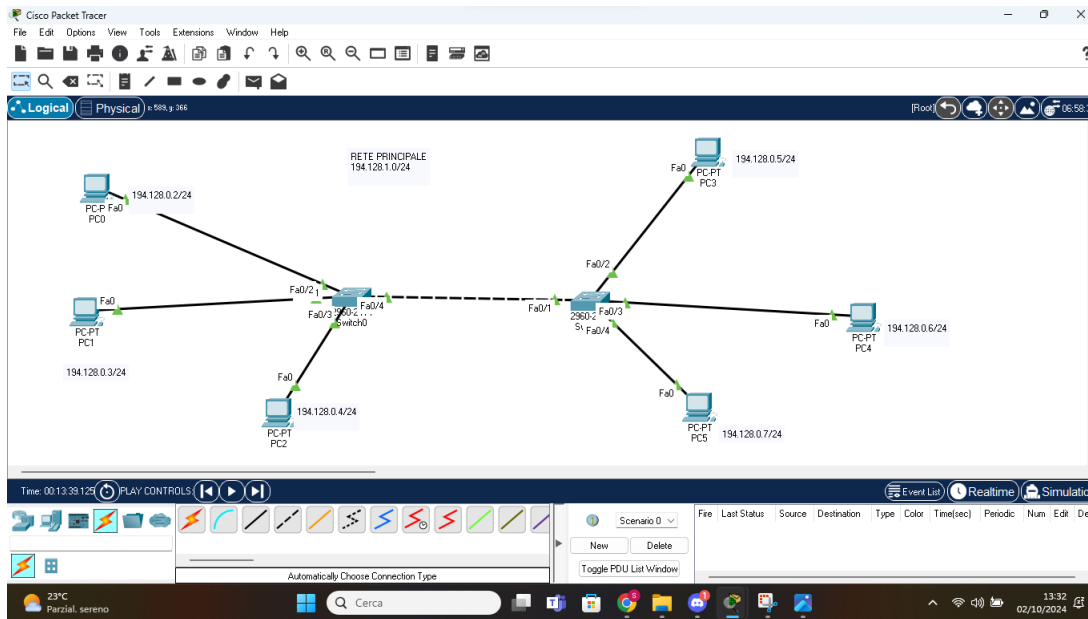 Cisco Packet Tracer
File Edit Options View Tools Extensions Window Help
Logical Physical x: 589, y: 366 [Root] 06:58:
RETE PRINCIPALE
194.128.1.0/24
194.128.0.5/24
Fa0
PC-PT
PC3
194.128.0.2/24
PC-P Fa0
PC0
Fa0/2
Fa0
PC-PT
PC1
194.128.0.3/24
Fa0/2 1
Fa0/3
Fa0/4
Switch0
Fa0/1
2960-2 Fa0/3
Fa0/4
Fa0
PC-PT
PC4
194.128.0.6/24
Fa0
PC-PT
PC2
194.128.0.4/24
Fa0
PC-PT
PC5
194.128.0.7/24
Time: 00:13:39.125 PLAY CONTROLS: Event List Realtime Simulatio
Scenario 0
New Delete
Toggle PDU List Window
Fire Last Status Source Destination Type Color Time(sec) Periodic Num Edit De
Automatically Choose Connection Type
23°C
Parzial. sereno
Cerca
13:32
02/10/2024